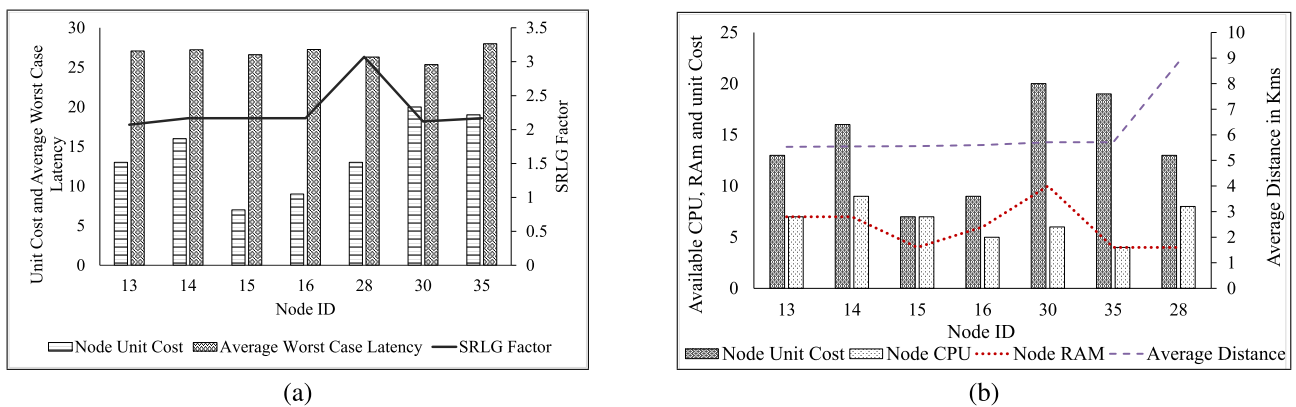 Unit Cost and Average Worst Case
Latency
30
25
20
15
10
5
0
3.5
3
2.5
2
1.5
1
0.5
0
SRLG Factor
13 14 15 16 28 30 35
Node ID
Node Unit Cost Average Worst Case Latency SRLG Factor
(a)
Available CPU, RAm and unit Cost
25
20
15
10
5
0
10
9
8
7
6
5
4
3
2
1
0
Average Distance in Kms
13 14 15 16 30 35 28
Node ID
Node Unit Cost Node CPU Node RAM Average Distance
(b)